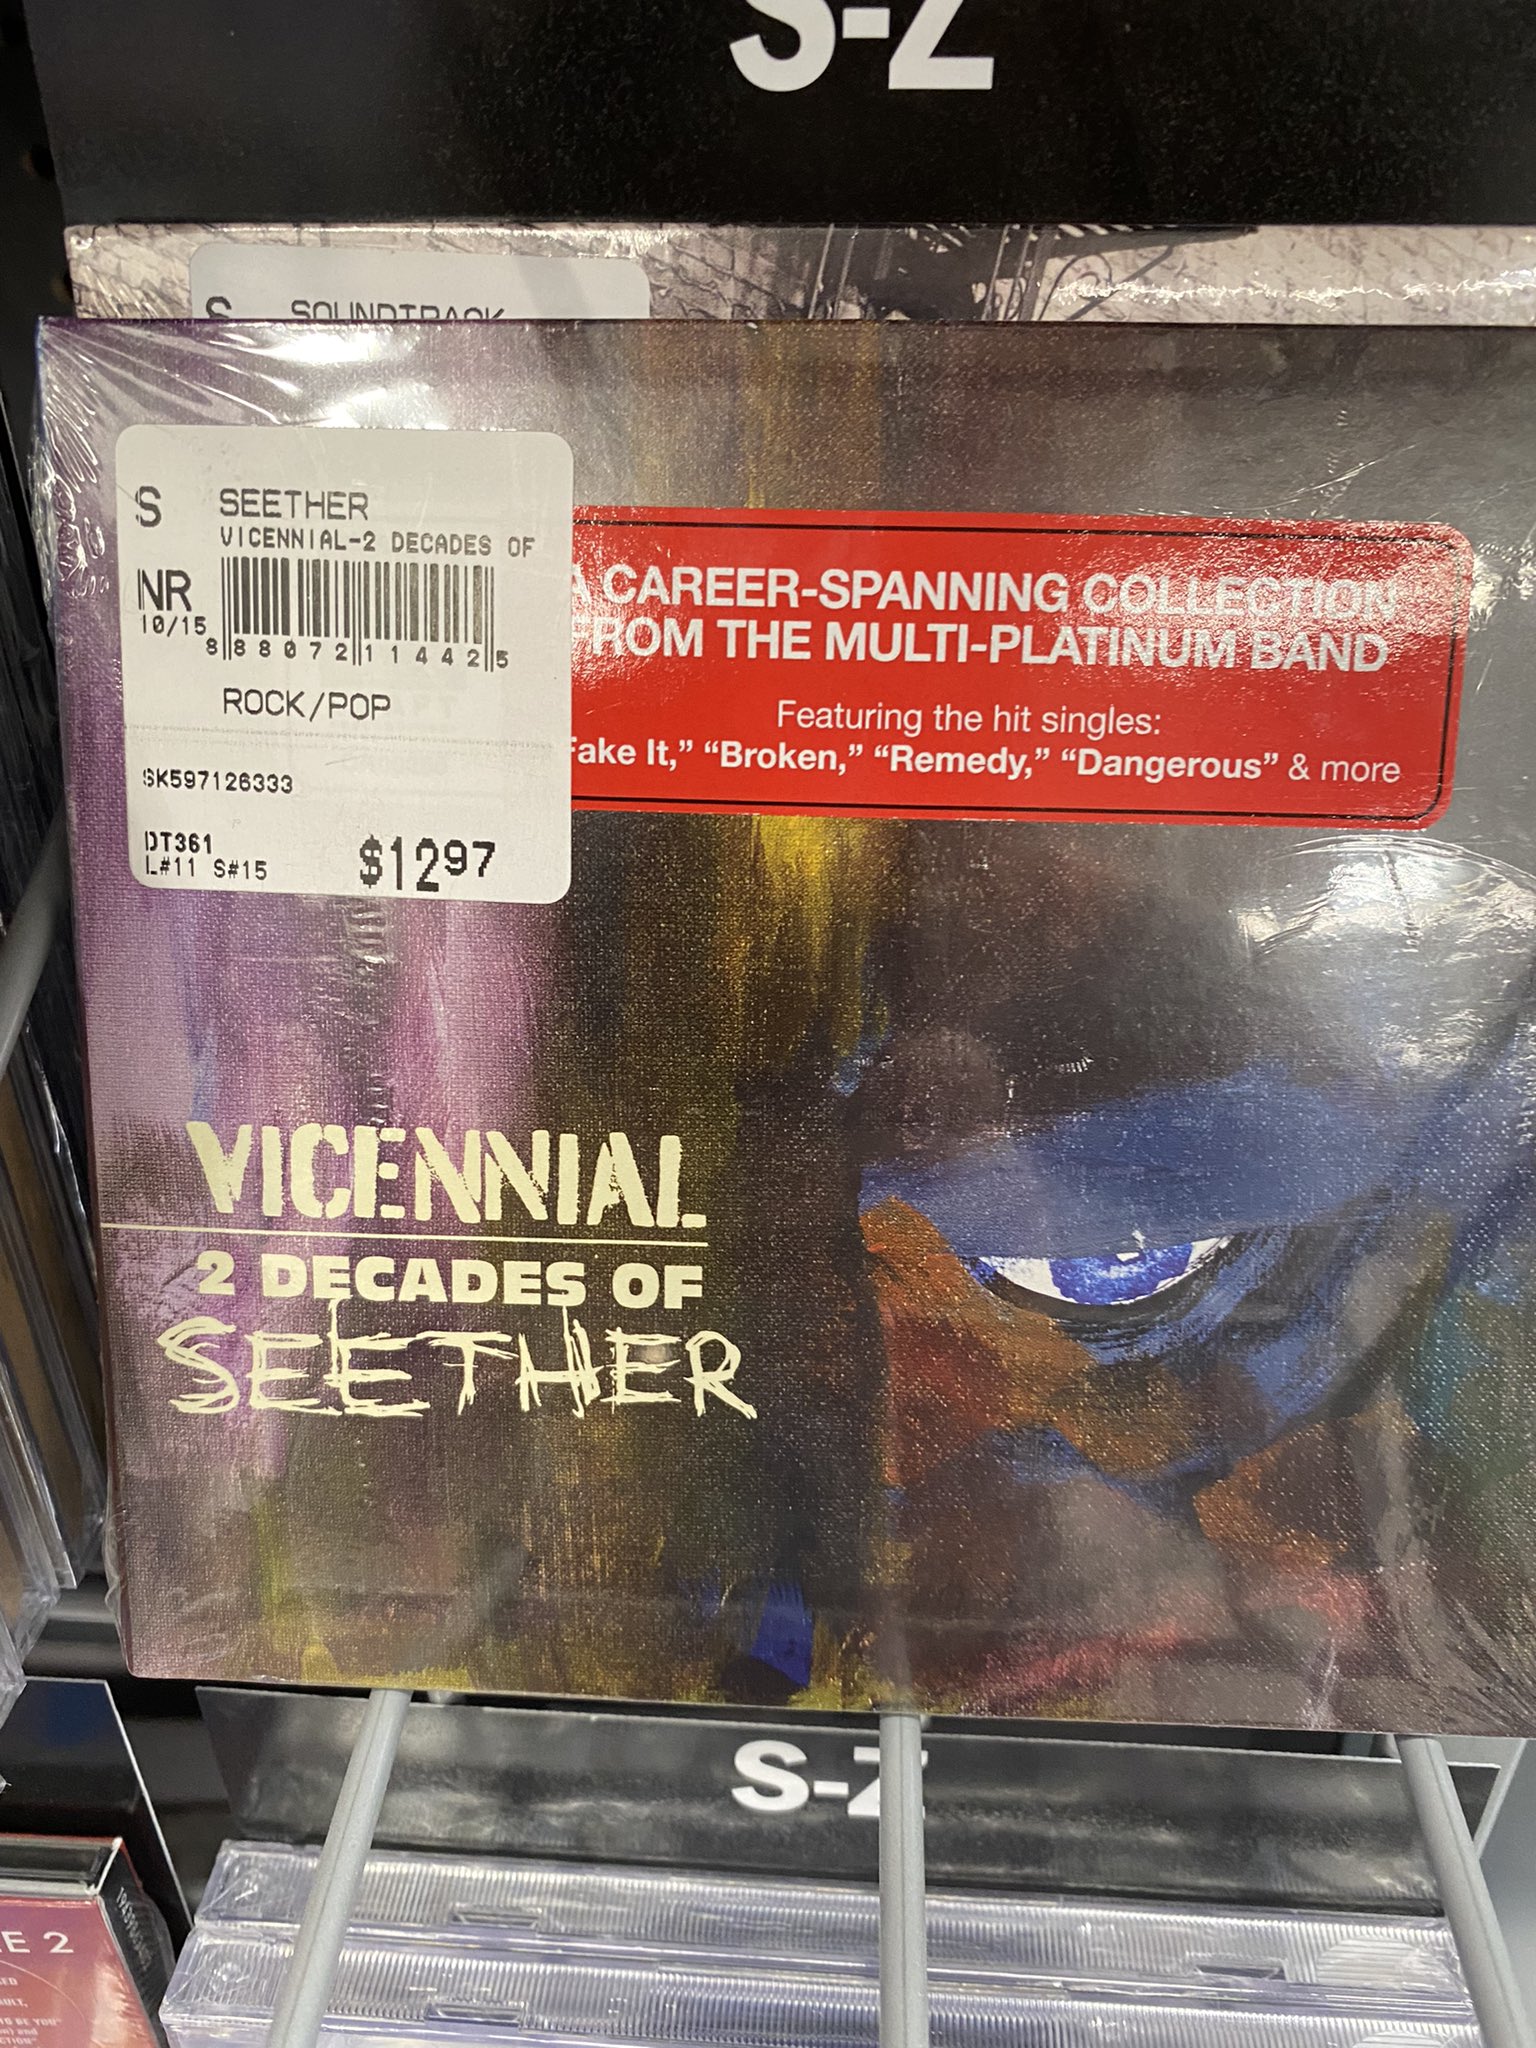 S-Z
S SOUNDTRACK
S SEETHER
VICENNIAL-2 DECADES OF
NR
10/15
8 88072 11442 5
ROCK/POP
SK597126333
DT361
L#11 S#15 $12.97
A CAREER-SPANNING COLLECTION
FROM THE MULTI-PLATINUM BAND
Featuring the hit singles:
Fake It,” “Broken,” “Remedy,” “Dangerous” & more
VICENNIAL
2 DECADES OF
SEETHER
S-Z
E 2